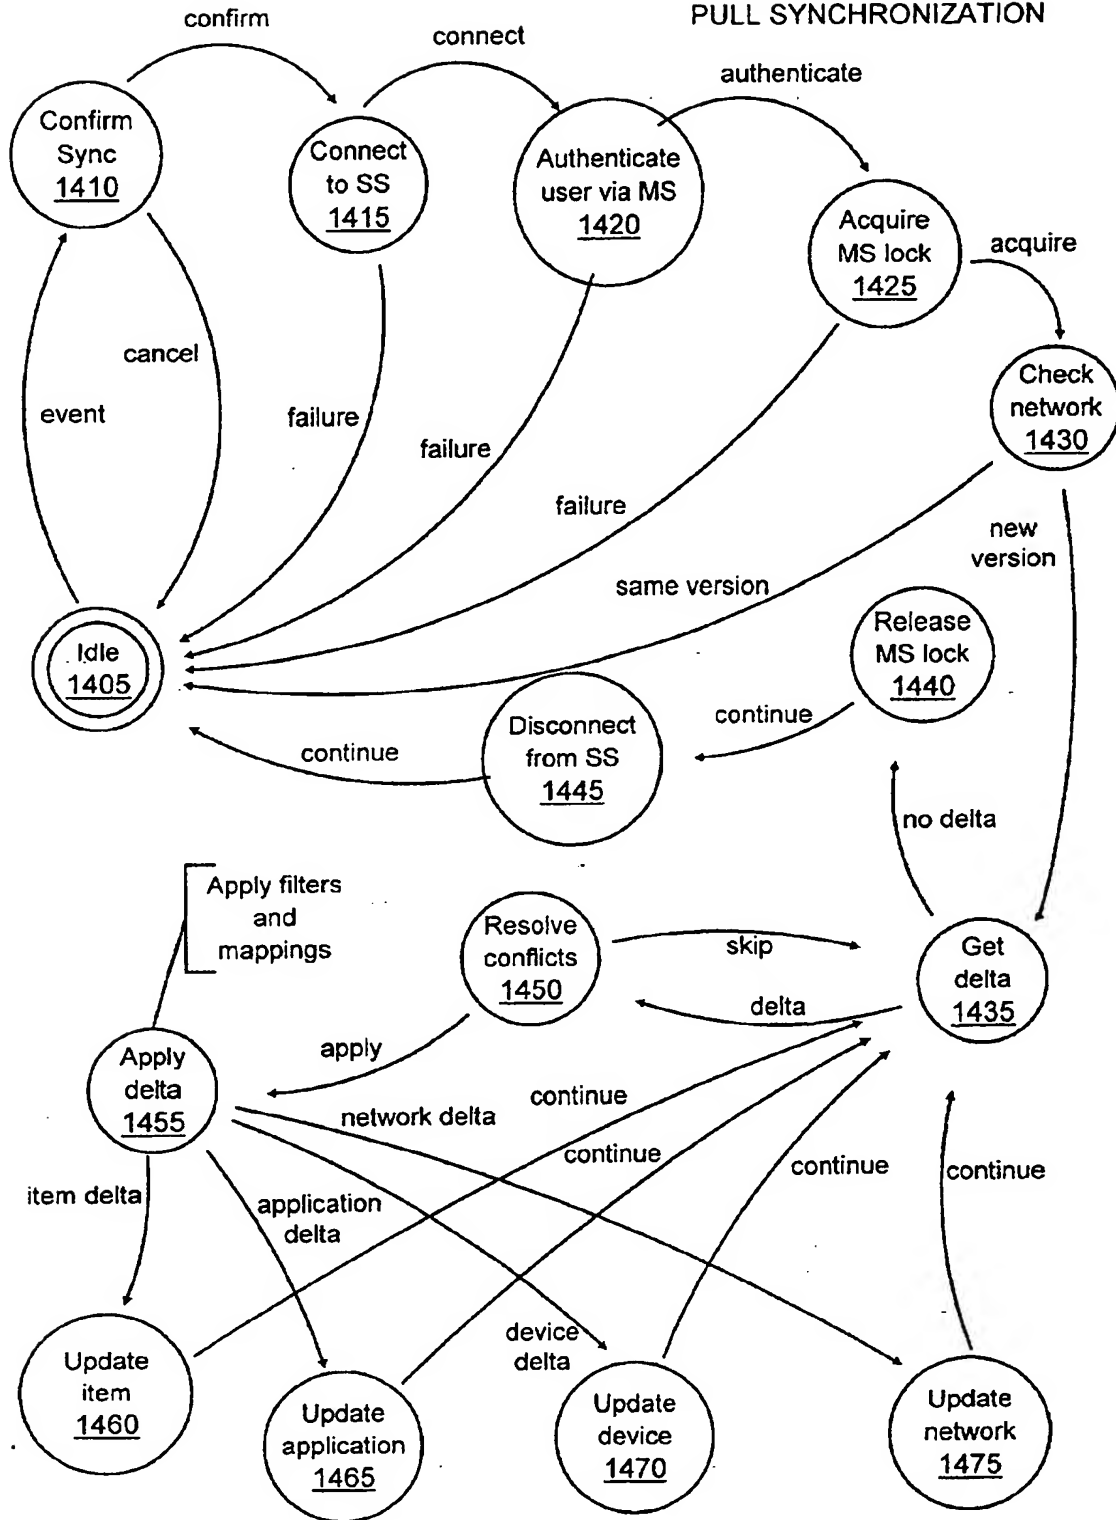 PULL SYNCHRONIZATION
confirm
connect
authenticate
Confirm
Sync
1410
Connect
to SS
1415
Authenticate
user via MS
1420
Acquire
MS lock
1425
acquire
Check
network
1430
event
cancel
failure
failure
failure
same version
new
version
Idle
1405
Release
MS lock
1440
continue
Disconnect
from SS
1445
continue
no delta
Apply filters
and
mappings
Resolve
conflicts
1450
skip
delta
Get
delta
1435
apply
Apply
delta
1455
network delta
continue
continue
continue
continue
item delta
application
delta
device
delta
Update
item
1460
Update
application
1465
Update
device
1470
Update
network
1475